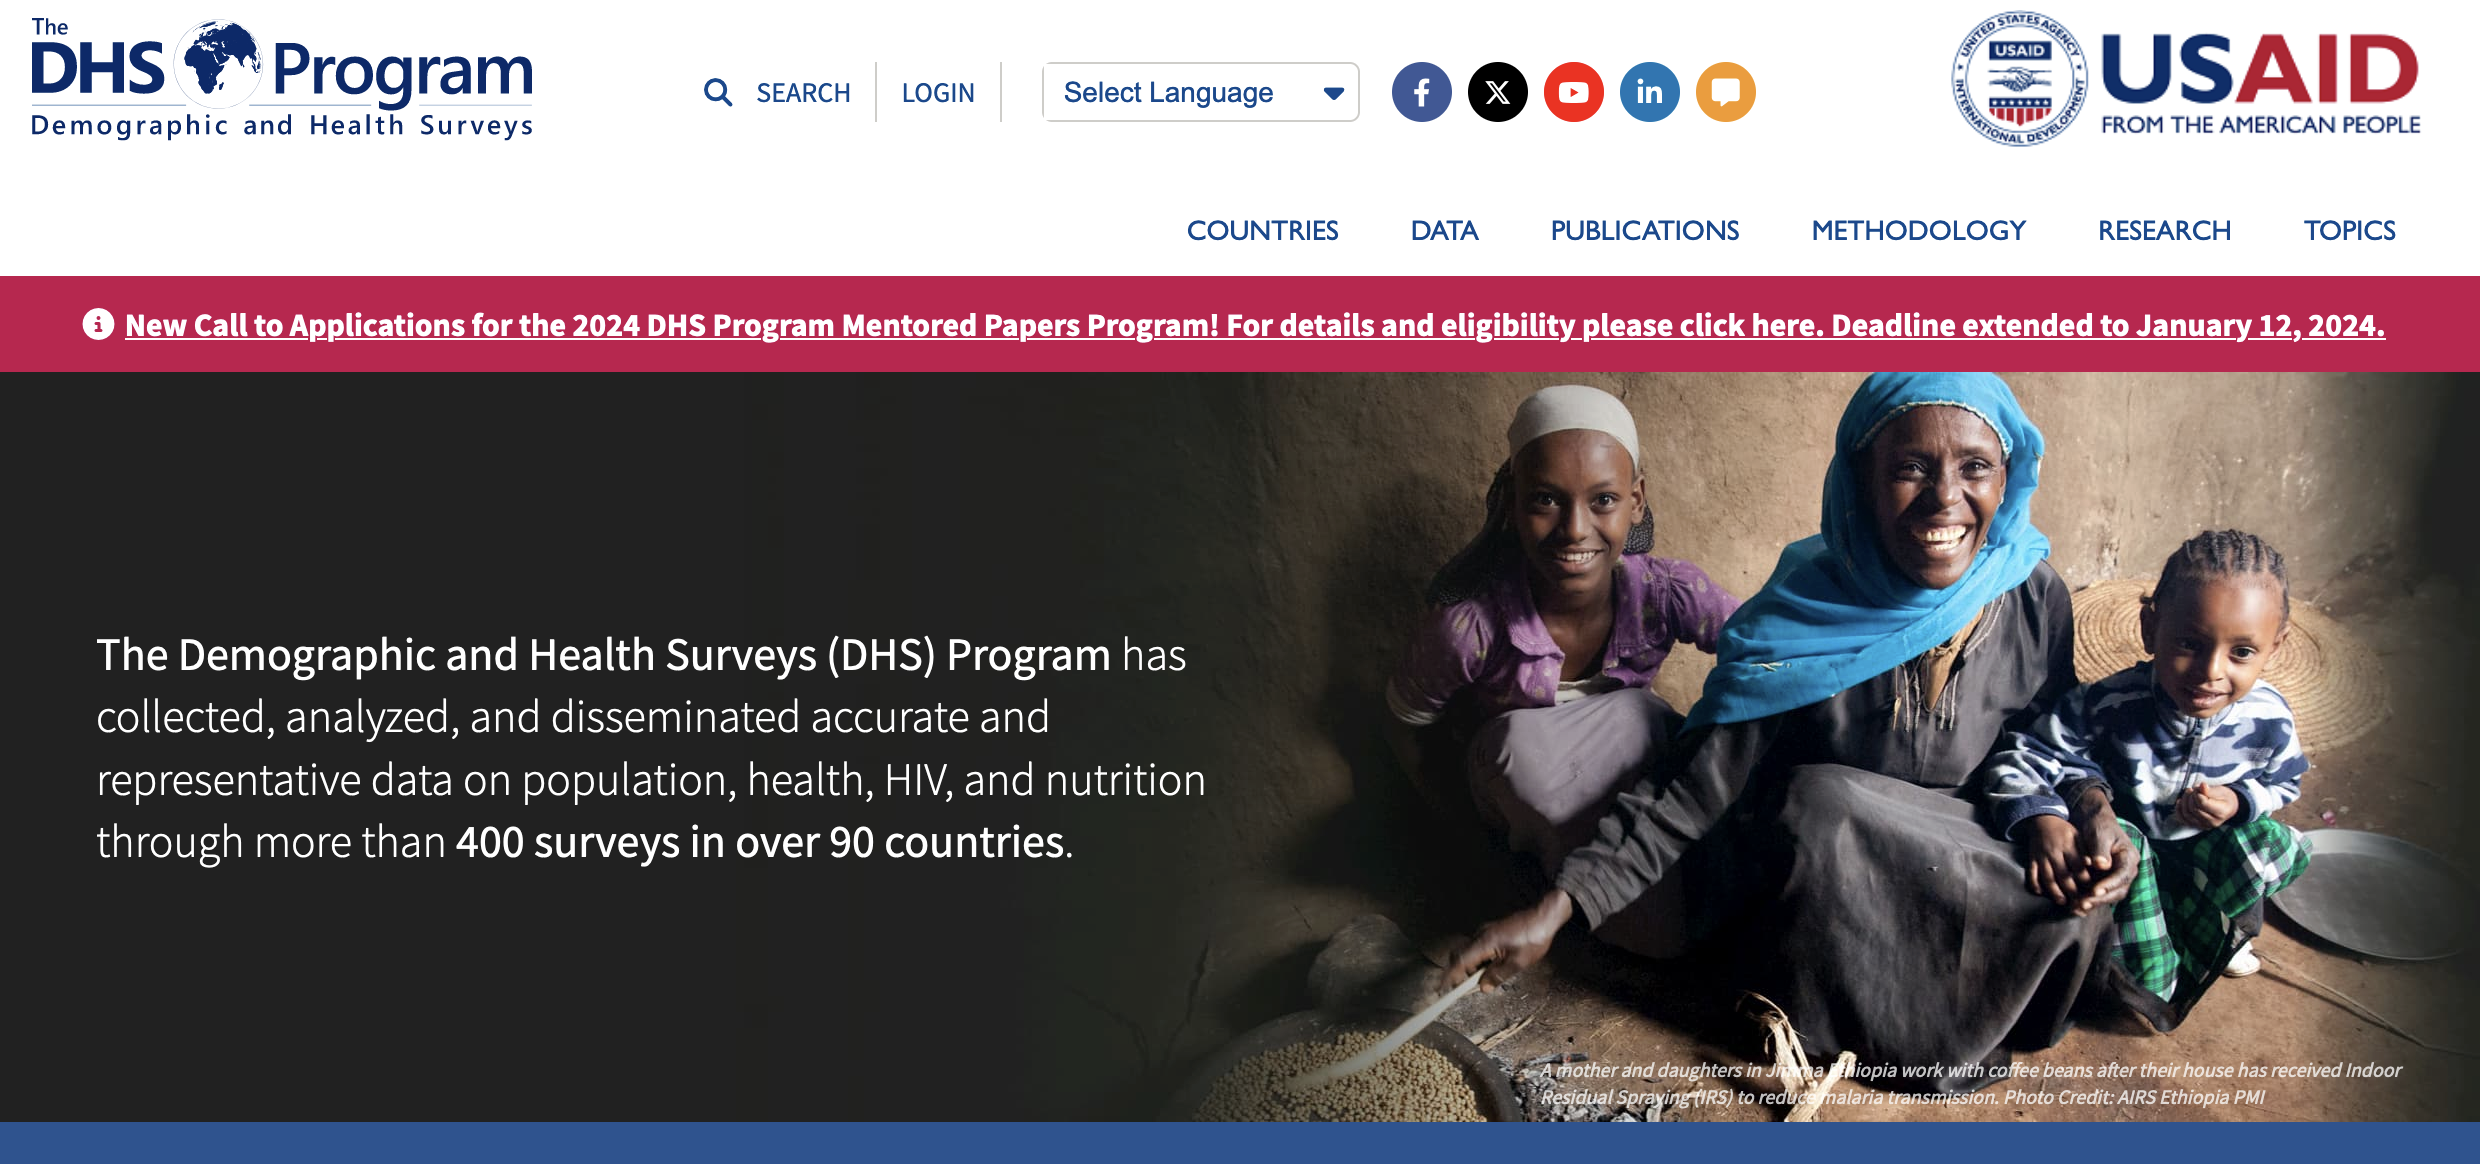 The
DHS Program
Demographic and Health Surveys
SEARCH
LOGIN
Select Language
UNITED STATES AGENCY
INTERNATIONAL DEVELOPMENT
USAID
USAID
FROM THE AMERICAN PEOPLE
COUNTRIES DATA PUBLICATIONS METHODOLOGY RESEARCH TOPICS
New Call to Applications for the 2024 DHS Program Mentored Papers Program! For details and eligibility please click here. Deadline extended to January 12, 2024.
The Demographic and Health Surveys (DHS) Program has
collected, analyzed, and disseminated accurate and
representative data on population, health, HIV, and nutrition
through more than 400 surveys in over 90 countries.
A mother and daughters in Jimma Ethiopia work with coffee beans after their house has received Indoor
Residual Spraying (IRS) to reduce malaria transmission. Photo Credit: AIRS Ethiopia PMI